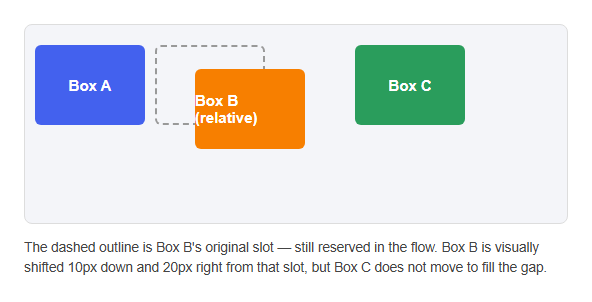 Box A
Box B
(relative)
Box C
The dashed outline is Box B's original slot — still reserved in the flow. Box B is visually
shifted 10px down and 20px right from that slot, but Box C does not move to fill the gap.